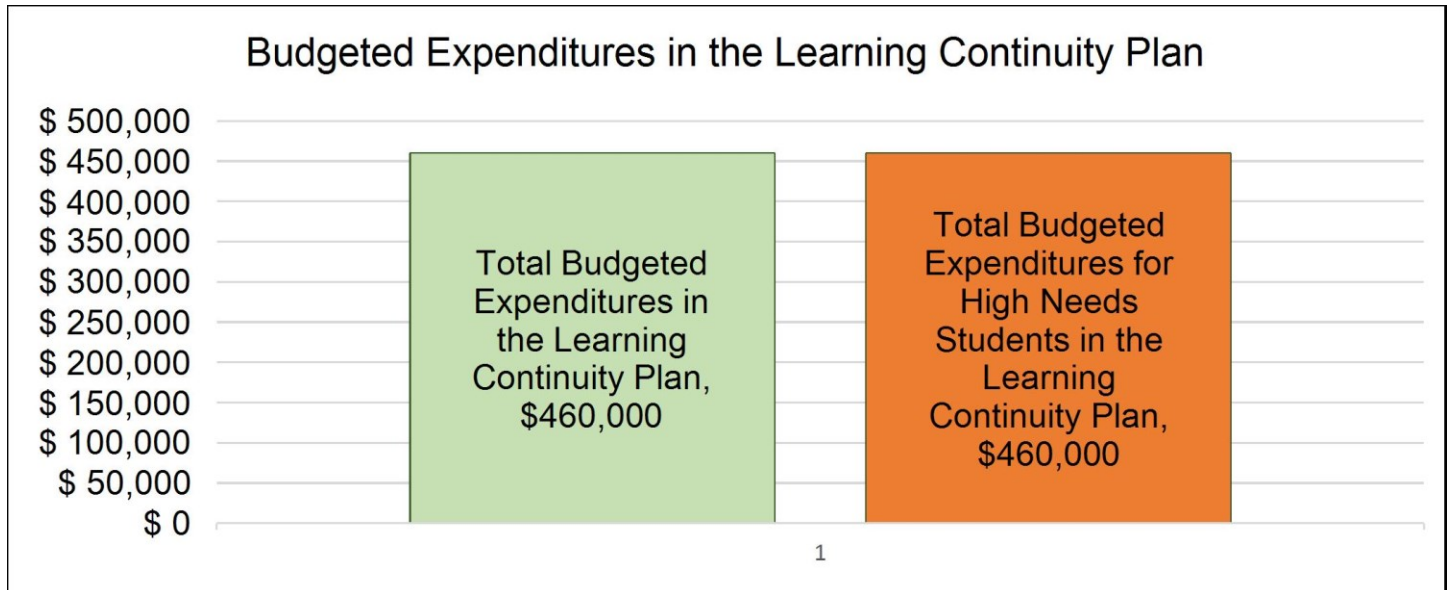 Budgeted Expenditures in the Learning Continuity Plan
$ 500,000
$ 450,000
$ 400,000
$ 350,000
$ 300,000
$ 250,000
$ 200,000
$ 150,000
$ 100,000
$ 50,000
$ 0
Total Budgeted
Expenditures in
the Learning
Continuity Plan,
$460,000
Total Budgeted
Expenditures for
High Needs
Students in the
Learning
Continuity Plan,
$460,000
1